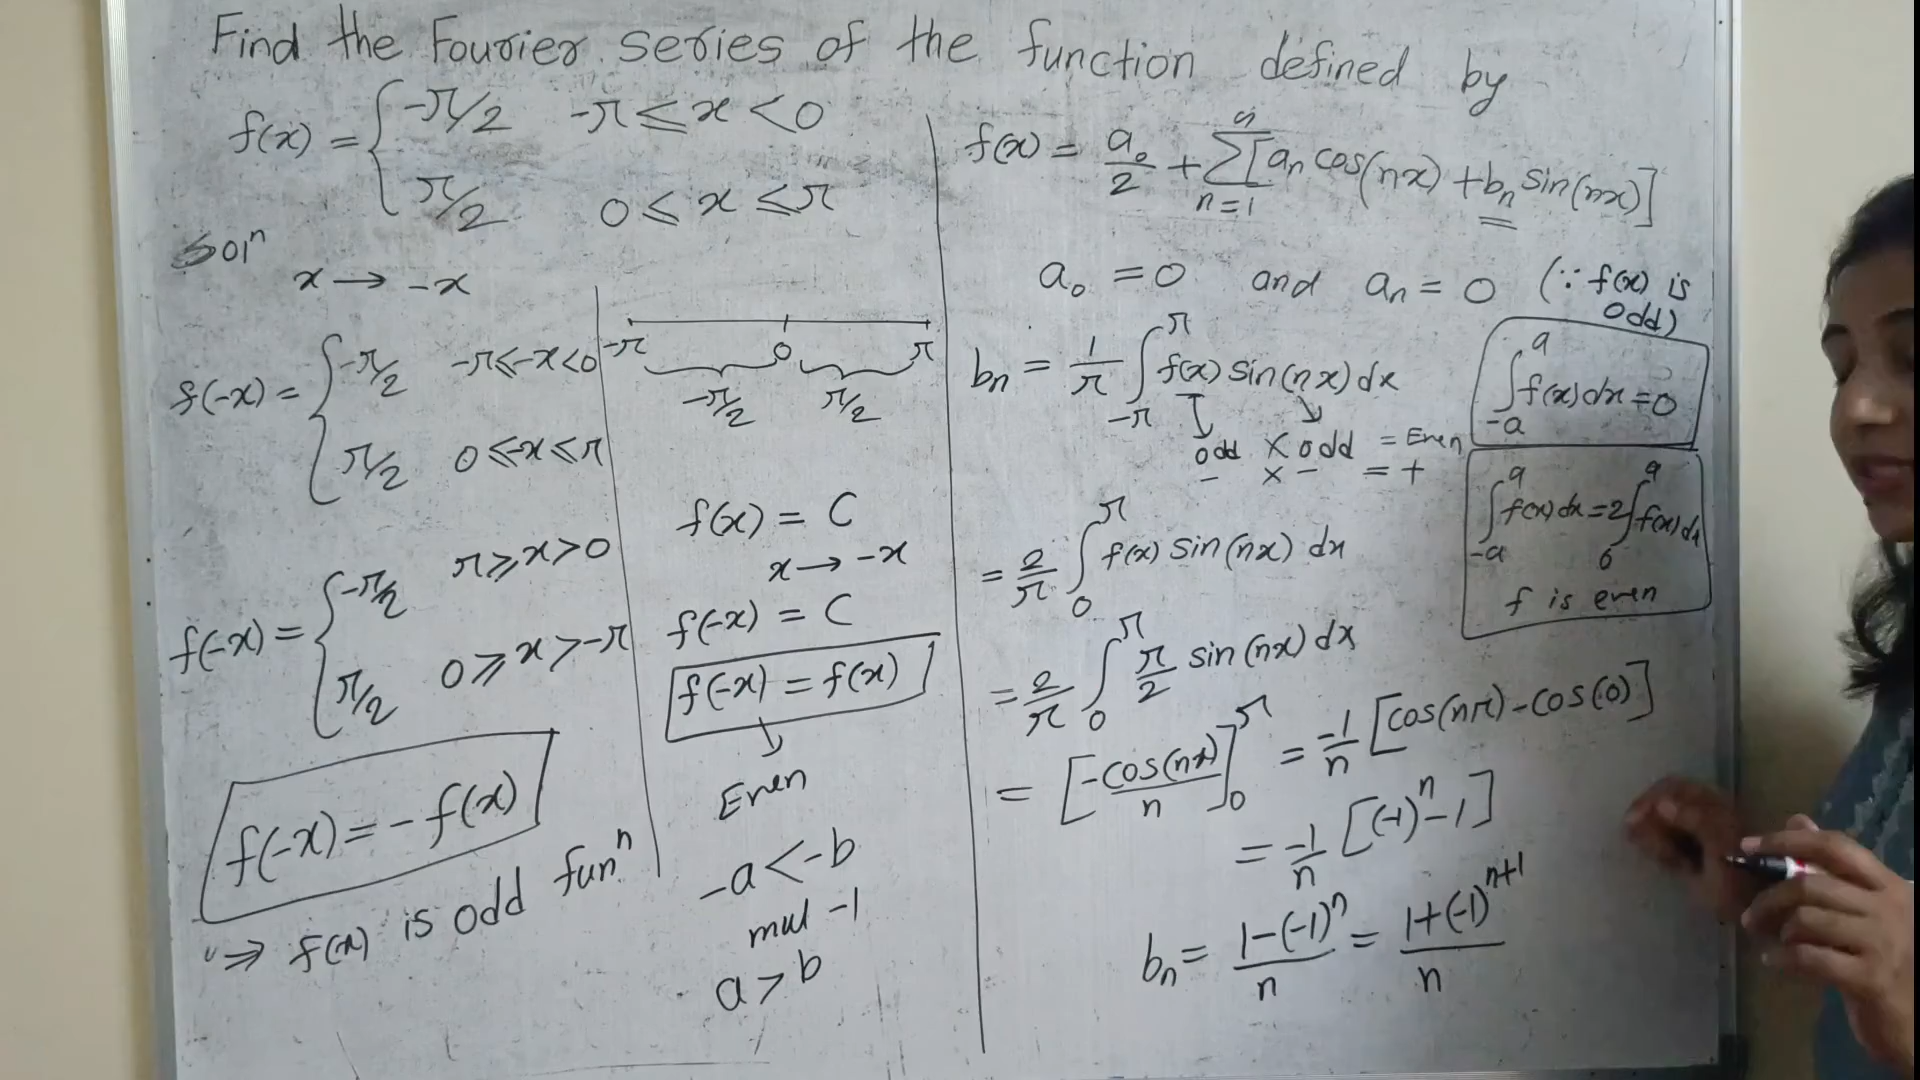 Find the Fourier series of the function defined by
f(x) = { -π/2 -π ≤ x < 0
π/2 0 ≤ x ≤ π
Solⁿ
x → -x
f(-x) = { -π/2 -π ≤ -x < 0
π/2 0 ≤ -x ≤ π
f(-x) = { -π/2 π ≥ x > 0
π/2 0 ≥ x > -π
f(-x) = - f(x)
⇒ f(x) is odd funⁿ
-π 0 π
-π/2 π/2
f(x) = C
x → -x
f(-x) = C
f(-x) = f(x)
Even
-a < -b
mul -1
a > b
f(x) = a₀/2 + ∑ n=1 [aₙ cos(nx) + bₙ sin(nx)]
a₀ = 0 and aₙ = 0 (∵ f(x) is
odd)
bₙ = 1/π ∫_{-π}^{π} f(x) sin(nx) dx
odd × odd = Even
- × - = +
= 2/π ∫_0^π f(x) sin(nx) dx
= 2/π ∫_0^π π/2 sin(nx) dx
= [-cos(nx)/n]_0^π = -1/n [cos(nπ) - cos(0)]
= -1/n [(-1)ⁿ - 1]
bₙ = 1-(-1)ⁿ/n = 1+(-1)ⁿ⁺¹/n
∫_{-a}^a f(x) dx = 0
∫_{-a}^a f(x) dx = 2∫_0^a f(x) dx
f is even